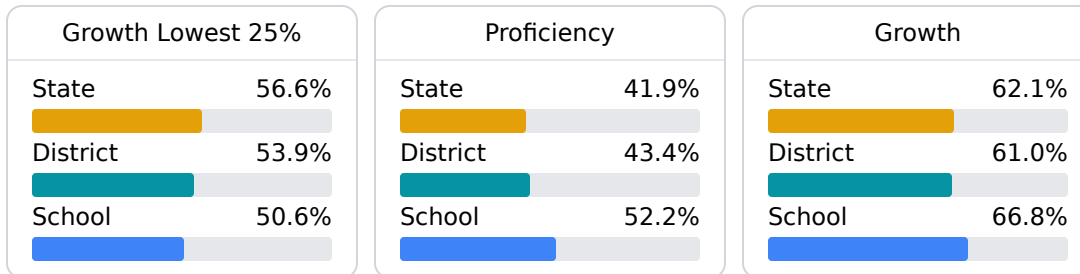 Growth Lowest 25%
State 56.6%
District 53.9%
School 50.6%
Proficiency
State 41.9%
District 43.4%
School 52.2%
Growth
State 62.1%
District 61.0%
School 66.8%